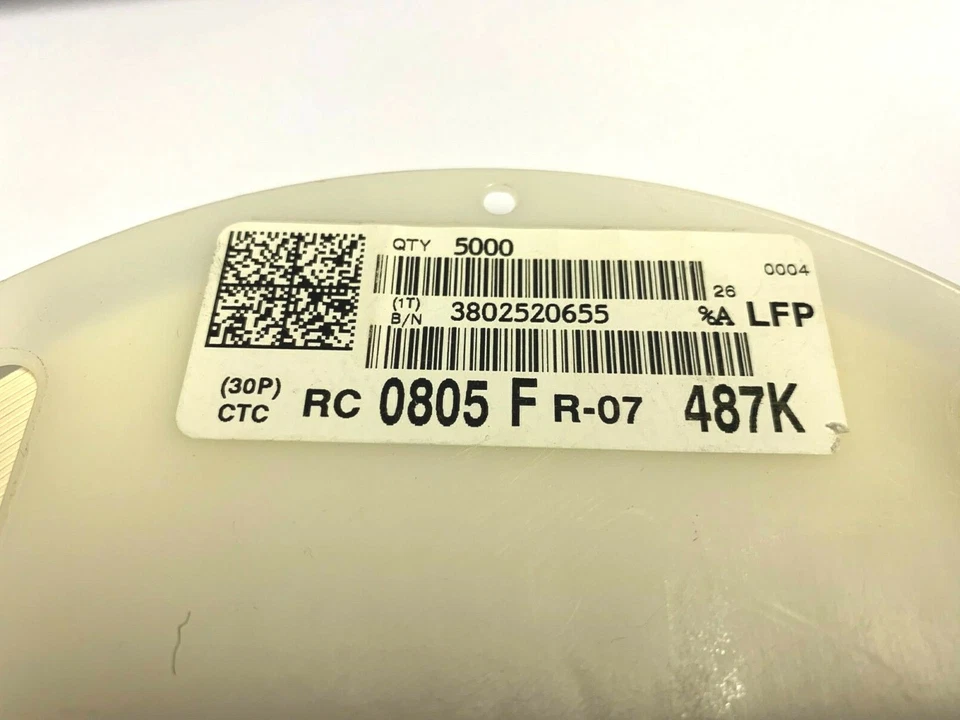 QTY 5000
0004
26
(1T)
B/N 3802520655 %A LFP
(30P)
CTC RC 0805 F R-07 487K